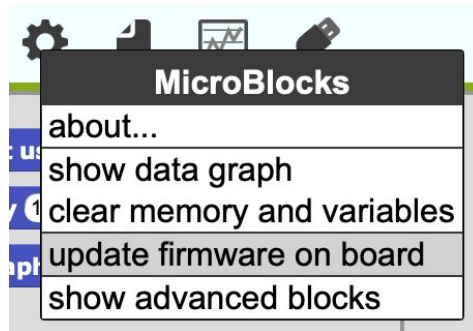 MicroBlocks
about...
show data graph
clear memory and variables
update firmware on board
show advanced blocks